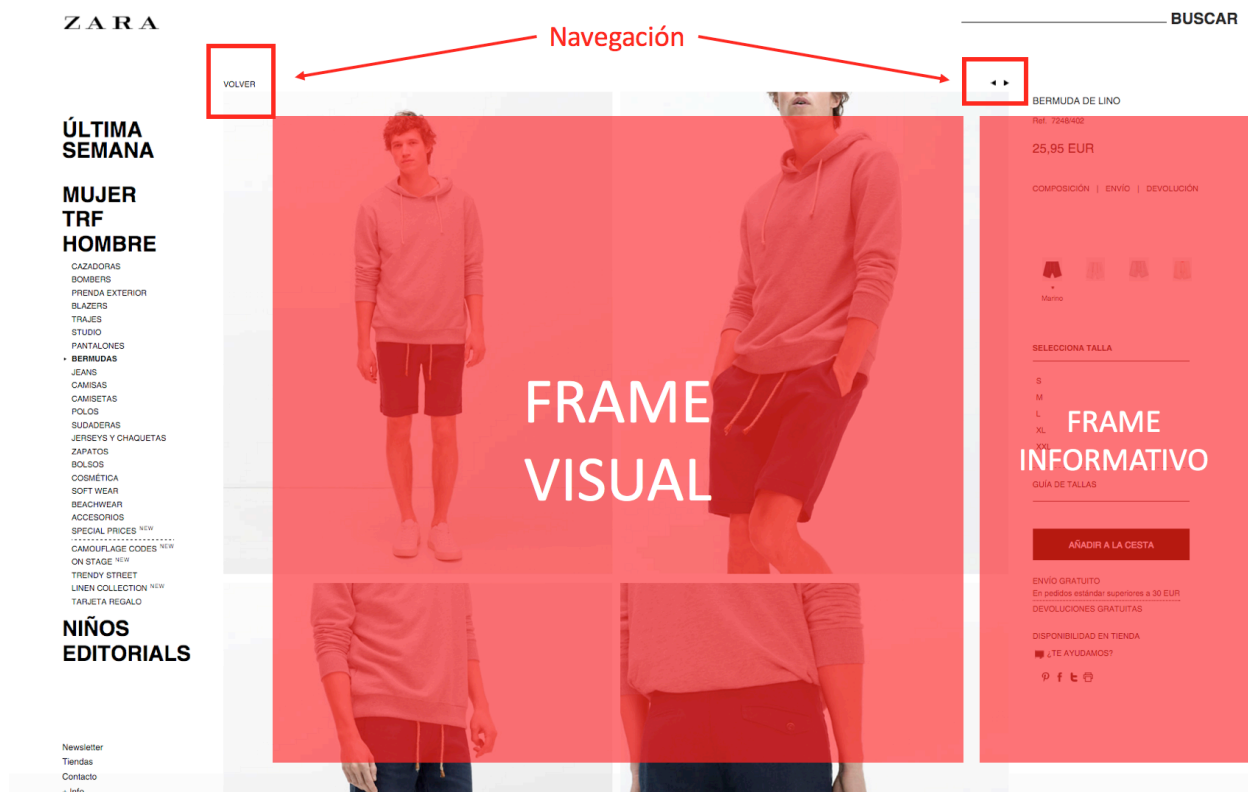 ZARA
BUSCAR
Navegación
VOLVER
ÚLTIMA
SEMANA
MUJER
TRF
HOMBRE
CAZADORAS
BOMBERS
PRENDA EXTERIOR
BLAZERS
TRAJES
STUDIO
PANTALONES
BERMUDAS
JEANS
CAMISAS
CAMISETAS
POLOS
SUDADERAS
JERSEYS Y CHAQUETAS
ZAPATOS
BOLSOS
COSMÉTICA
SOFT WEAR
BEACHWEAR
ACCESORIOS
SPECIAL PRICES NEW
CAMOUFLAGE CODES NEW
ON STAGE NEW
TRENDY STREET
LINEN COLLECTION NEW
TARJETA REGALO
NIÑOS
EDITORIALS
Newsletter
Tiendas
Contacto
+ Info
FRAME
VISUAL
BERMUDA DE LINO
Ref. 7248/402
25,95 EUR
COMPOSICIÓN | ENVÍO | DEVOLUCIÓN
Marino
SELECCIONA TALLA
S
M
L
XL
XXL
FRAME
INFORMATIVO
GUÍA DE TALLAS
AÑADIR A LA CESTA
ENVÍO GRATUITO
En pedidos estándar superiores a 30 EUR
DEVOLUCIONES GRATUITAS
DISPONIBILIDAD EN TIENDA
¿TE AYUDAMOS?